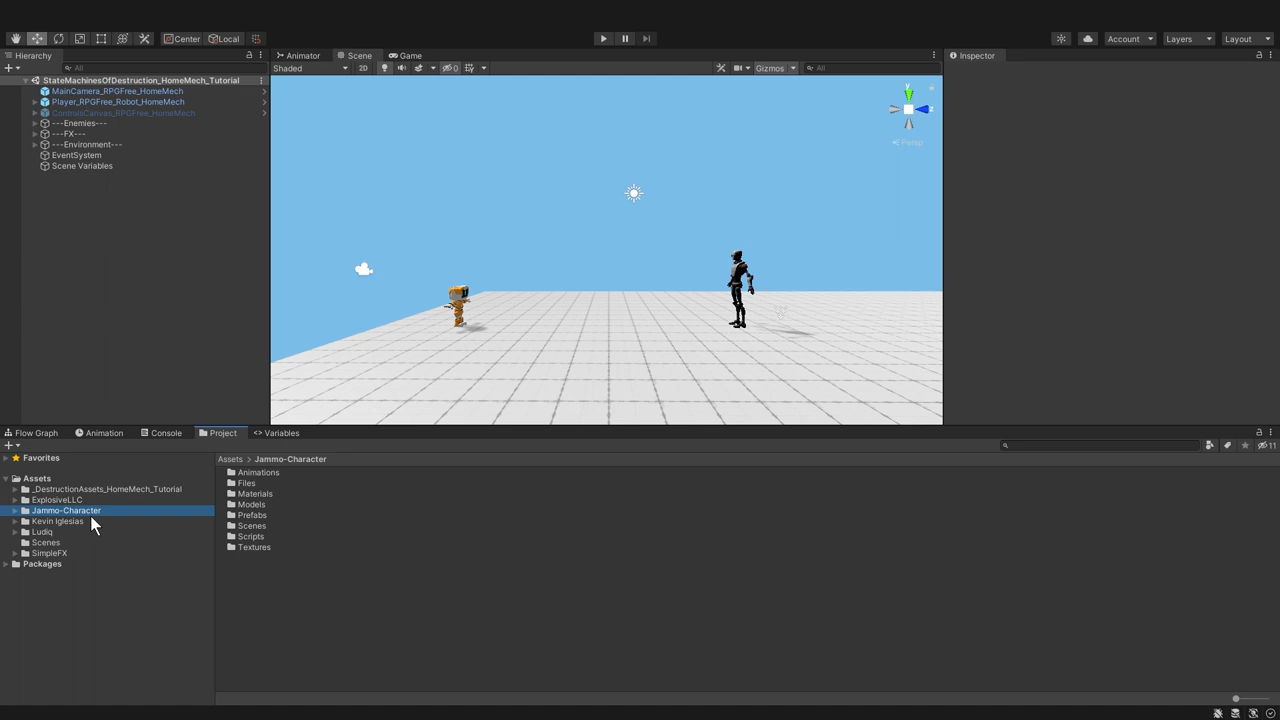 Center Local Account Layers Layout
Hierarchy Animator Scene Game Inspector
All Shaded 2D 0 Gizmos All
StateMachinesOfDestruction_HomeMech_Tutorial
MainCamera_RPGFree_HomeMech
Player_RPGFree_Robot_HomeMech
ControlsCanvas_RPGFree_HomeMech
---Enemies---
---FX---
---Environment---
EventSystem
Scene Variables
y
z
Persp
Flow Graph Animation Console Project <> Variables
11
Favorites
Assets
_DestructionAssets_HomeMech_Tutorial
ExplosiveLLC
Jammo-Character
Kevin Iglesias
Ludiq
Scenes
SimpleFX
Packages
Assets > Jammo-Character
Animations
Files
Materials
Models
Prefabs
Scenes
Scripts
Textures